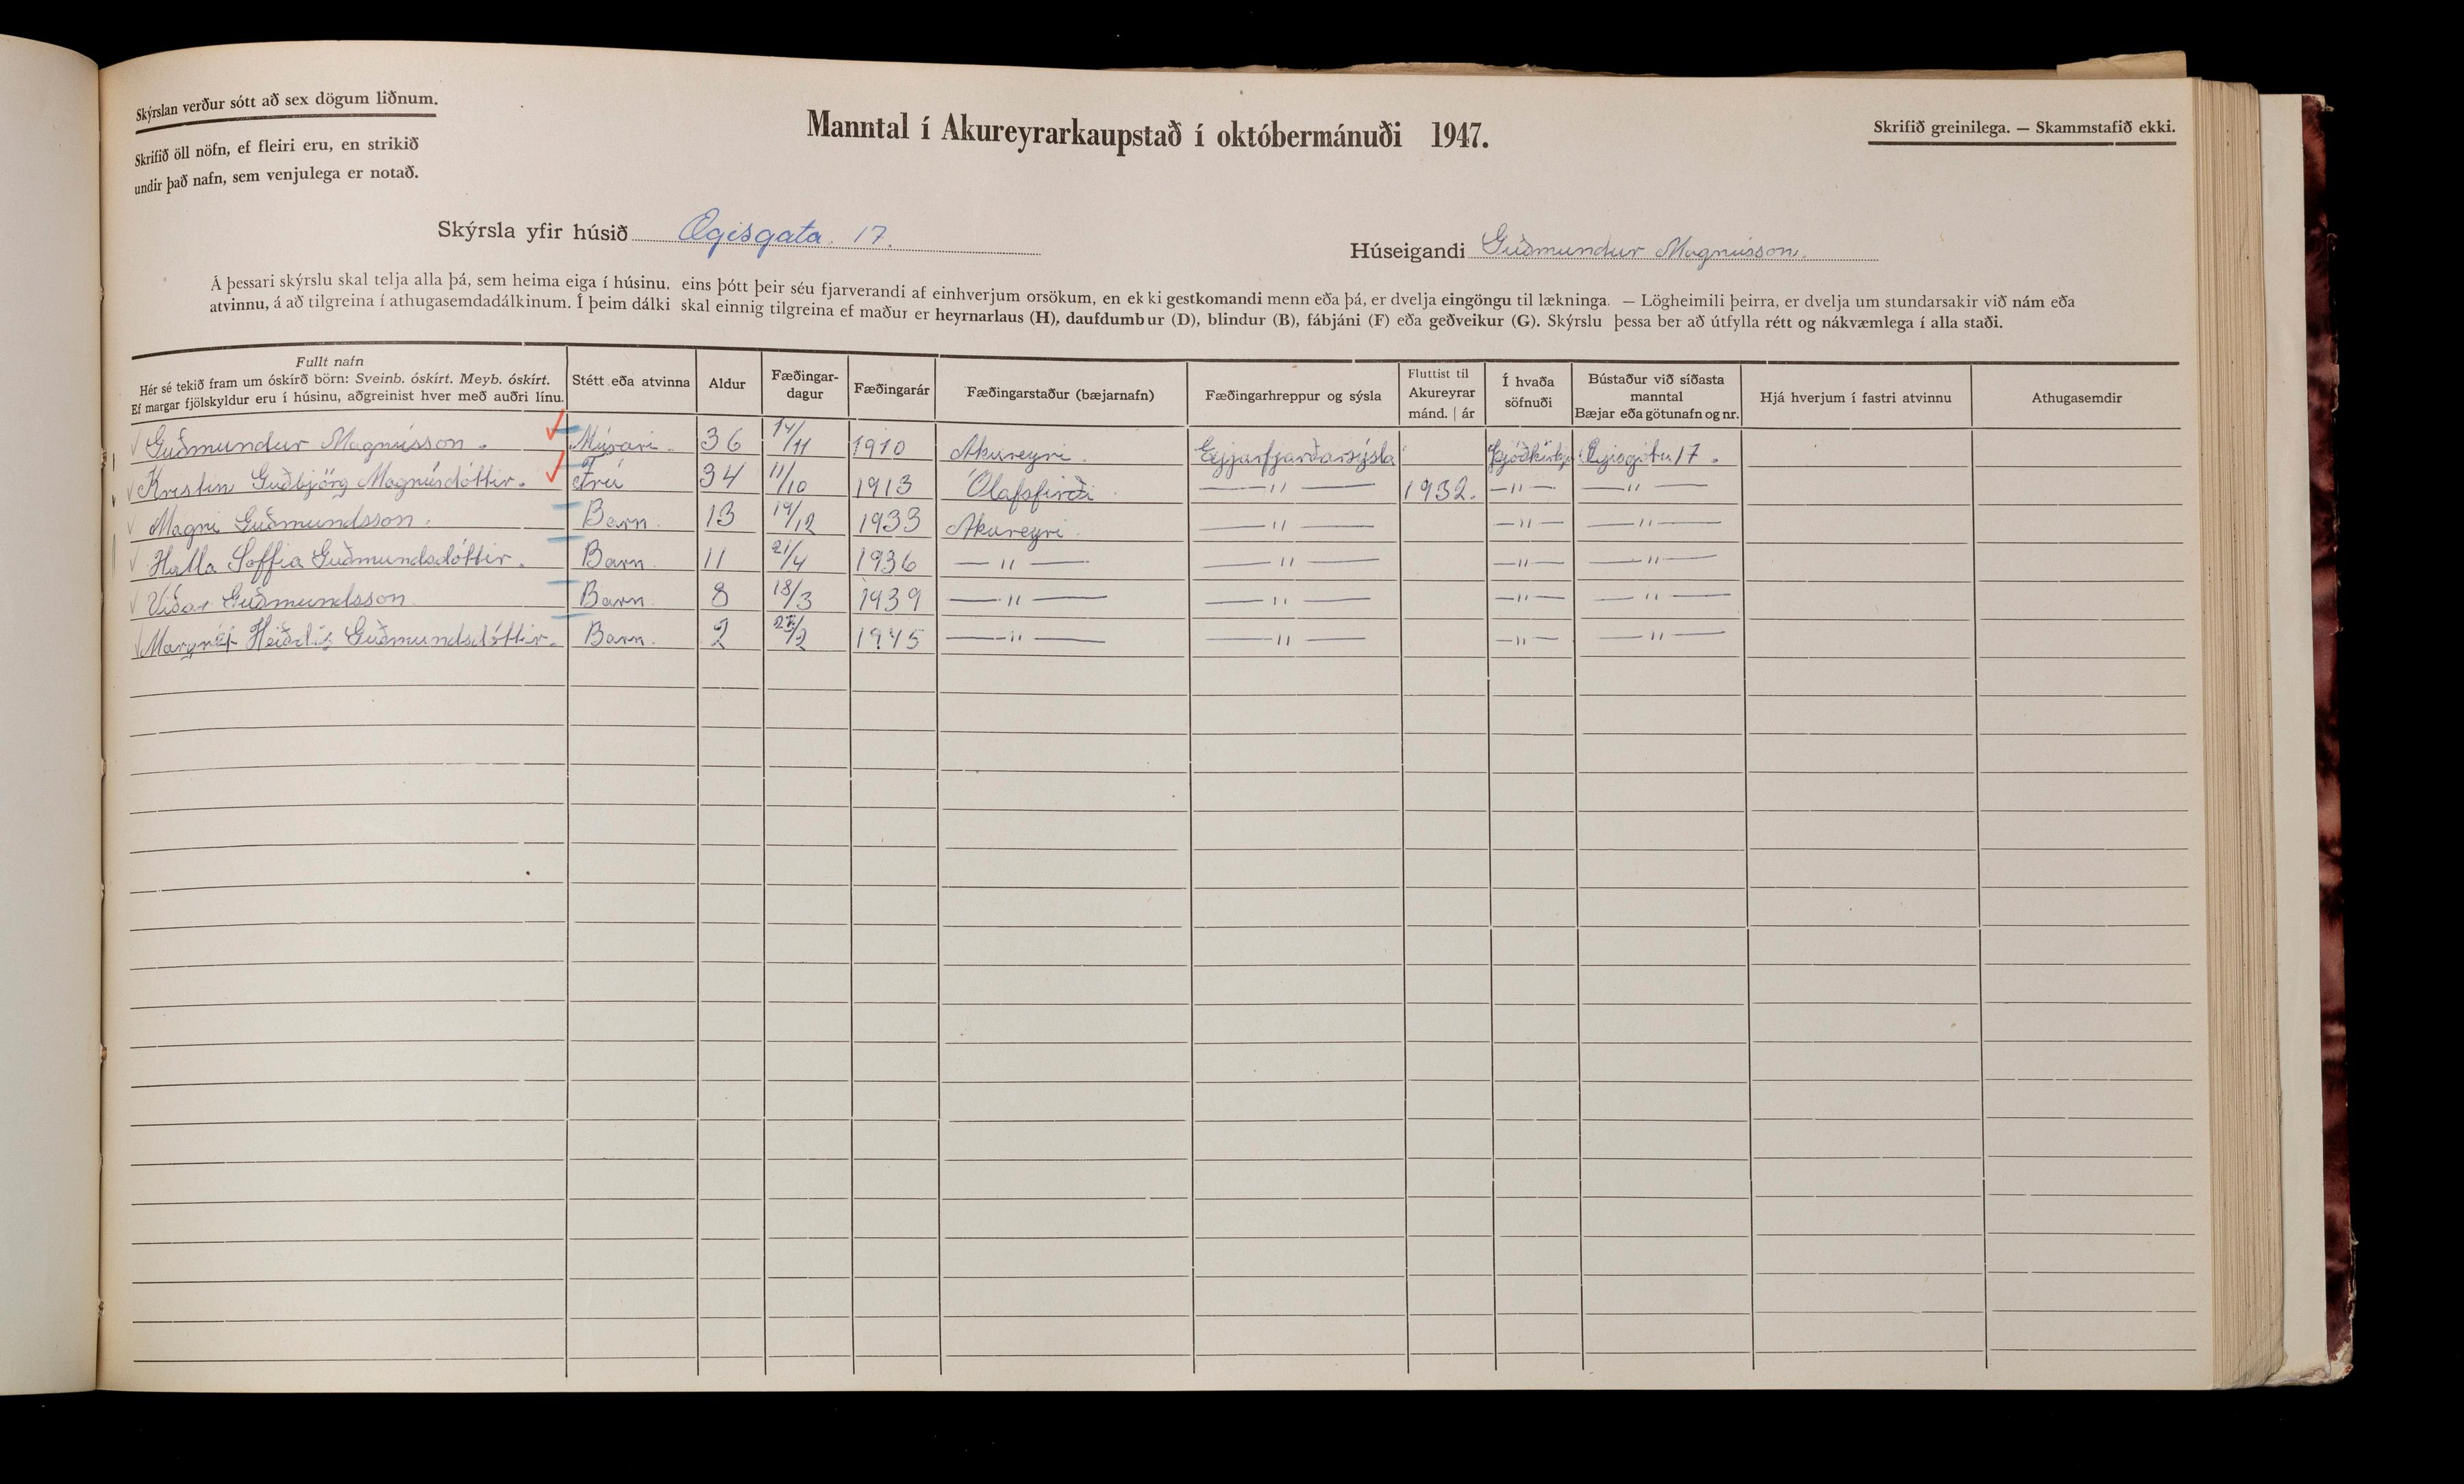 Skýrslan verður sótt að sex dögum liðnum.
Skrifið öll nöfn, ef fleiri eru, en strikið
undir það nafn, sem venjulega er notað.
Manntal í Akureyrarkaupstað í októbermánuði 1947.
Skrifið greinilega. — Skammstafið ekki.
Skýrsla yfir húsið Ægisgata 17.
Húseigandi Guðmundur Magnússon.
Á þessari skýrslu skal telja alla þá, sem heima eiga í húsinu, eins þótt þeir séu fjarverandi af einhverjum orsökum, en ekki gestkomandi menn eða þá, er dvelja eingöngu til lækninga. — Lögheimili þeirra, er dvelja um stundarsakir við nám eða
atvinnu, á að tilgreina í athugasemdadálkinum. Í þeim dálki skal einnig tilgreina ef maður er heyrnarlaus (H), daufdumbur (D), blindur (B), fábjáni (F) eða geðveikur (G). Skýrslu þessa ber að útfylla rétt og nákvæmlega í alla staði.
Fullt nafn
Hér sé tekið fram um óskírð börn: Sveinb. óskírt. Meyb. óskírt.
Ef margar fjölskyldur eru í húsinu, aðgreinist hver með auðri línu.
Stétt eða atvinna
Aldur
Fæðingar-
dagur
Fæðingarár
Fæðingarstaður (bæjarnafn)
Fæðingarhreppur og sýsla
Fluttist til
Akureyrar
mánd. | ár
Í hvaða
söfnuði
Bústaður við síðasta
manntal
Bæjar eða götunafn og nr.
Hjá hverjum í fastri atvinnu
Athugasemdir
Guðmundur Magnússon. Múrari. 36 14/11 1910 Akureyri. Eyjarfjarðarsýsla Þjóðkirkj Ægisgötu 17.
Kristín Guðbjörg Magnúsdóttir. Frú 34 11/10 1913 Ólafsfirði — " — 1932. — " — — " —
Magni Guðmundsson. Barn. 13 14/12 1933 Akureyri. — " — — " — — " —
Halla Soffia Guðmundsdóttir. Barn. 11 21/4 1936 — " — — " — — " — — " —
Viðar Guðmundsson Barn. 8 18/3 1939 — " — — " — — " — — " —
Heiðdís Guðmundsdóttir. Barn. 2 /2 1945 — " — — " — — " — — " —